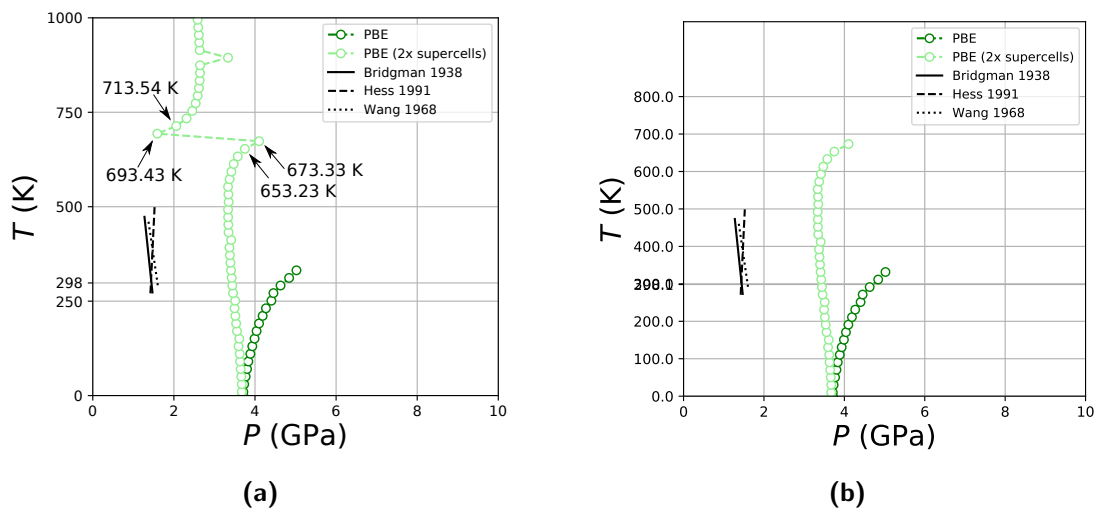 1000
750
500
298
250
0
T (K)
713.54 K
693.43 K
673.33 K
653.23 K
PBE
PBE (2x supercells)
Bridgman 1938
Hess 1991
Wang 1968
0 2 4 6 8 10
P (GPa)
(a)
800.0
700.0
600.0
500.0
400.0
200.0
100.0
0.0
T (K)
PBE
PBE (2x supercells)
Bridgman 1938
Hess 1991
Wang 1968
0 2 4 6 8 10
P (GPa)
(b)